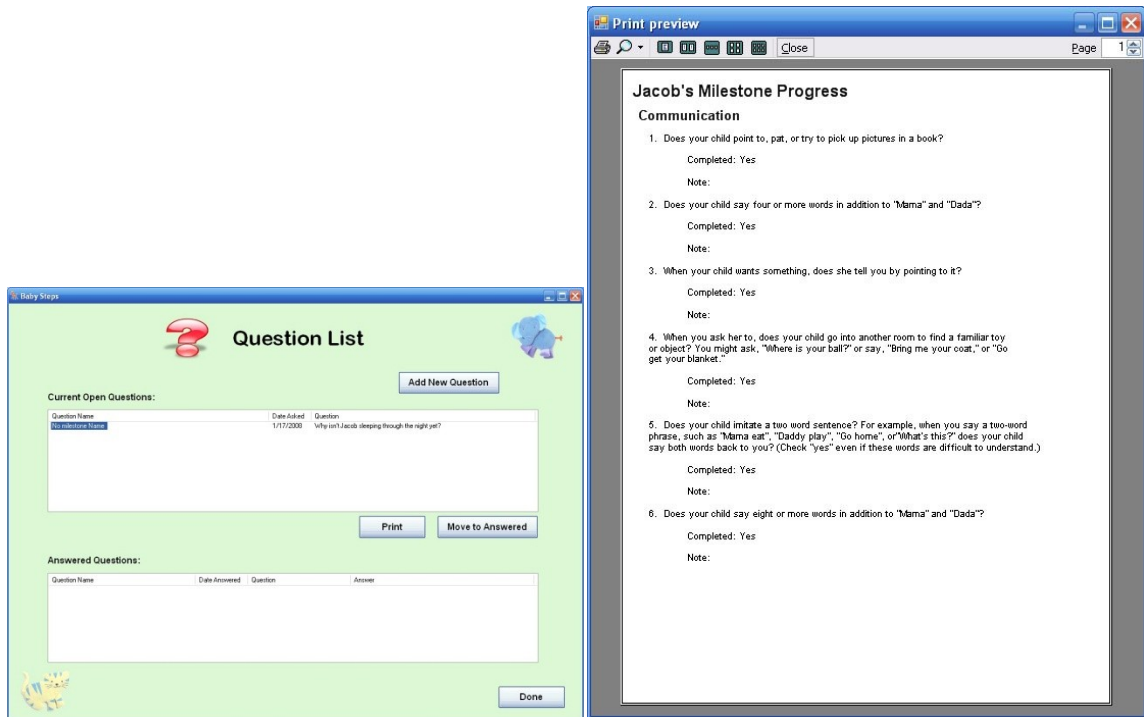 Baby Steps
Question List
Add New Question
Current Open Questions:
Question Name Date Asked Question
No milestone Name 1/17/2008 Why isn't Jacob sleeping through the night yet?
Print Move to Answered
Answered Questions:
Question Name Date Answered Question Answer
Done
Print preview
Close Page 1
Jacob's Milestone Progress
Communication
1. Does your child point to, pat, or try to pick up pictures in a book?
Completed: Yes
Note:
2. Does your child say four or more words in addition to "Mama" and "Dada"?
Completed: Yes
Note:
3. When your child wants something, does she tell you by pointing to it?
Completed: Yes
Note:
4. When you ask her to, does your child go into another room to find a familiar toy
or object? You might ask, "Where is your ball?" or say, "Bring me your coat," or "Go
get your blanket."
Completed: Yes
Note:
5. Does your child imitate a two word sentence? For example, when you say a two-word
phrase, such as "Mama eat", "Daddy play", "Go home", or"What's this?" does your child
say both words back to you? (Check "yes" even if these words are difficult to understand.)
Completed: Yes
Note:
6. Does your child say eight or more words in addition to "Mama" and "Dada"?
Completed: Yes
Note: